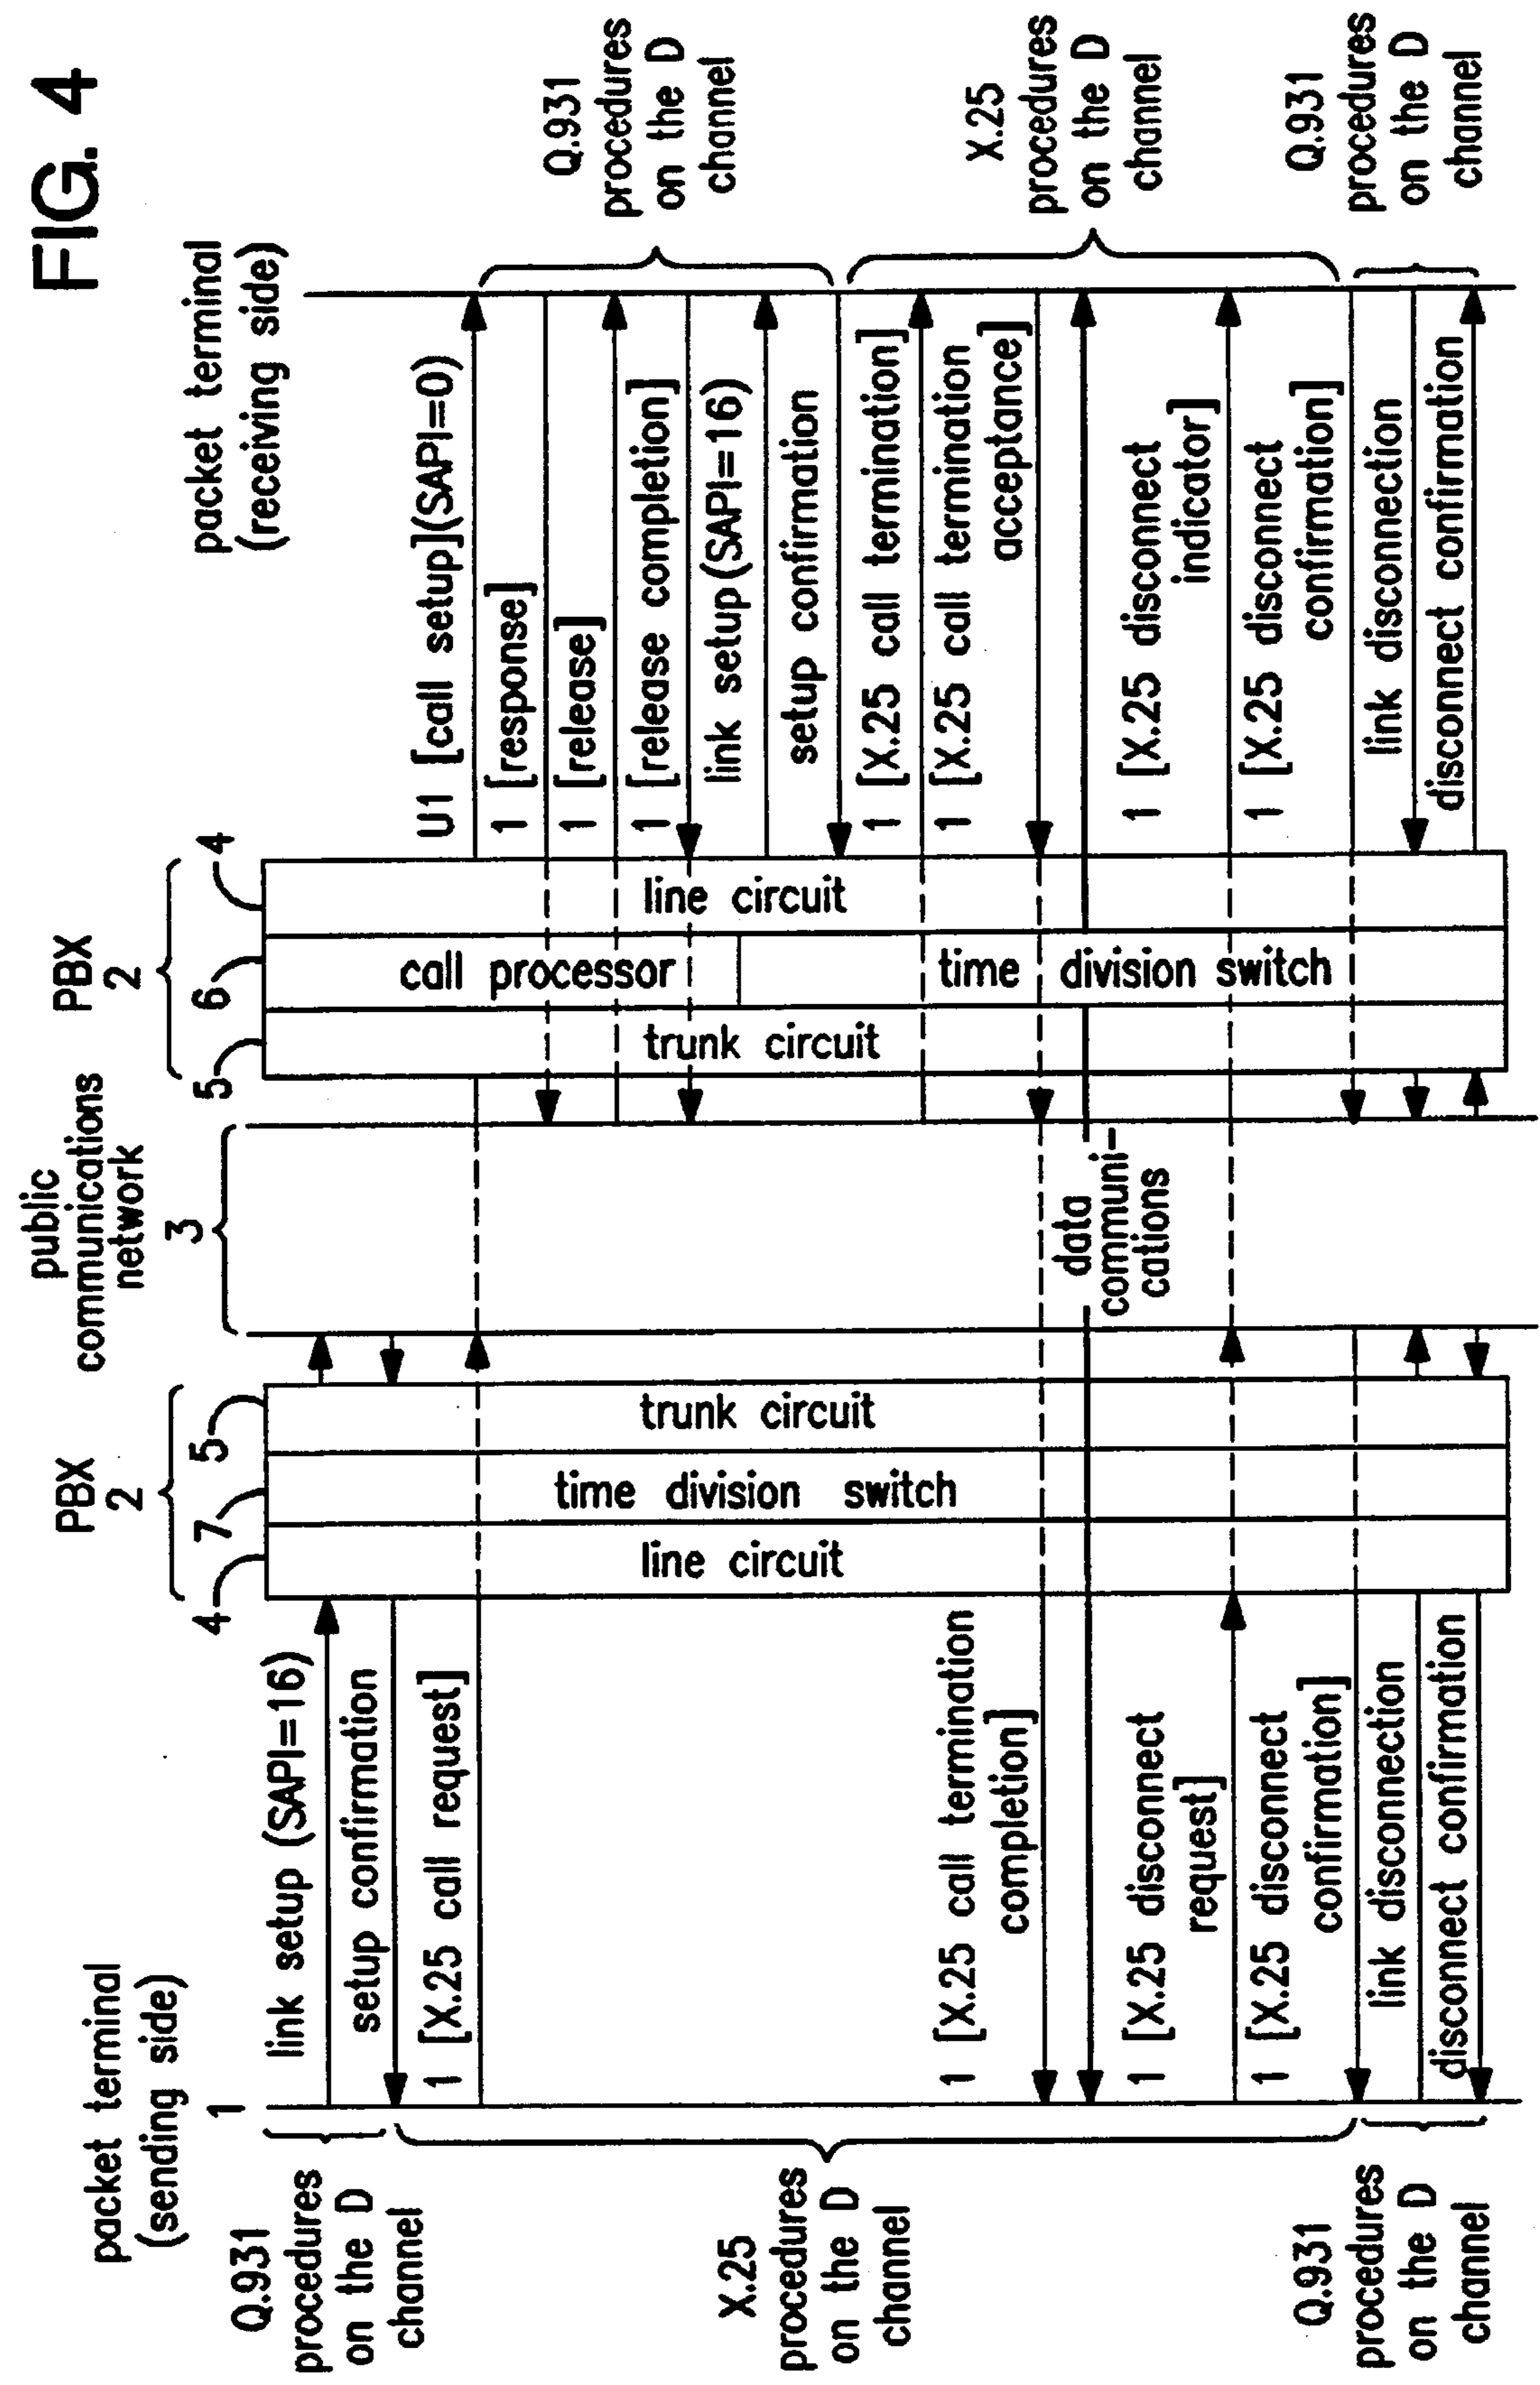 FIG. 4
packet terminal
(sending side)
1
PBX
2
4
7
5
public
communications
network
3
PBX
2
5
6
4
packet terminal
(receiving side)
Q.931
procedures
on the D
channel
X.25
procedures
on the D
channel
Q.931
procedures
on the D
channel
link setup (SAPI=16)
setup confirmation
1 [X.25 call request]
1 [X.25 call termination
completion]
1 [X.25 disconnect
request]
1 [X.25 disconnect
confirmation]
link disconnection
disconnect confirmation
line circuit
time division switch
trunk circuit
data
communi-
cations
trunk circuit
call processor
time division switch
line circuit
U1 [call setup](SAPI=0)
1 [response]
1 [release]
1 [release completion]
link setup(SAPI=16)
setup confirmation
1 [X.25 call termination]
1 [X.25 call termination
acceptance]
1 [X.25 disconnect
indicator]
1 [X.25 disconnect
confirmation]
link disconnection
disconnect confirmation
Q.931
procedures
on the D
channel
X.25
procedures
on the D
channel
Q.931
procedures
on the D
channel